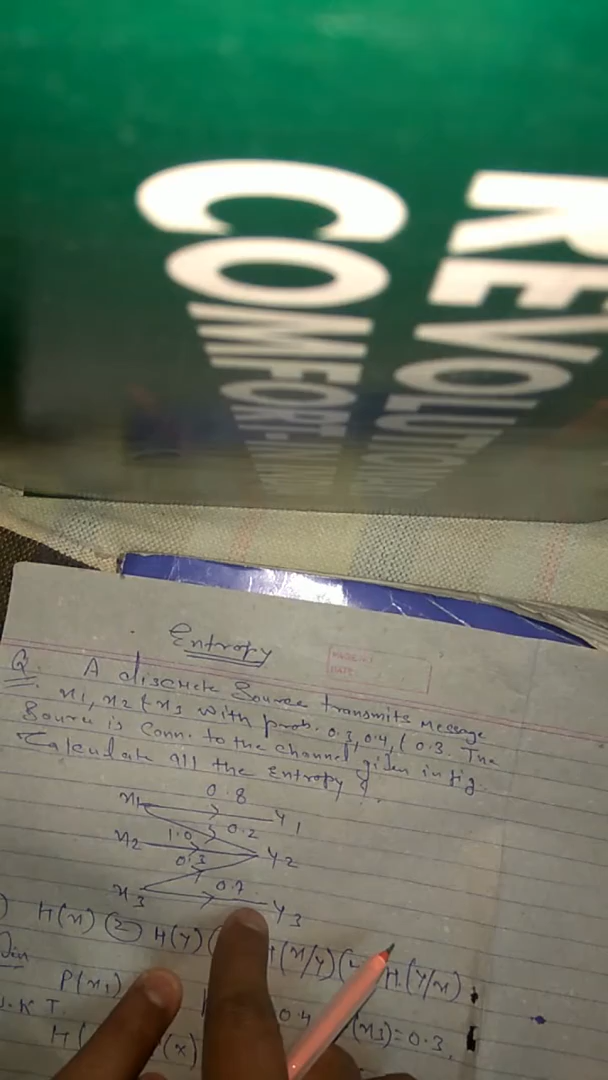 COMFORT
REVOLUTION
Entropy
Q. A discrete Source transmits message
x1, x2 & x3 with prob. 0.3, 0.4, & 0.3. The
Source is Conn. to the channel given in fig.
Calculate all the Entropy?
0.8
x1 y1
0.2
1.0
x2 y2
0.3
0.7
x3 y3
H(x) (2) H(y) H(x/y) H(y/x)
P(x1) 0.4 (x3) = 0.3.
W.K.T.
H( (x)